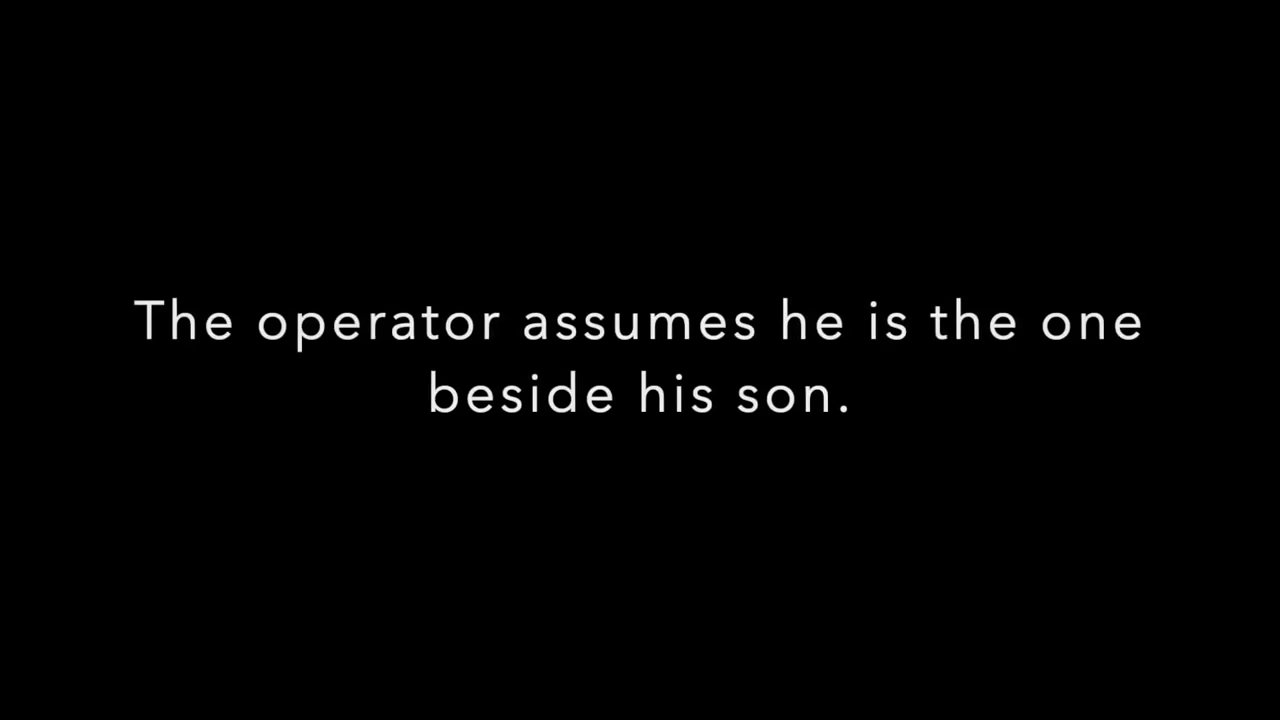 The operator assumes he is the one
beside his son.